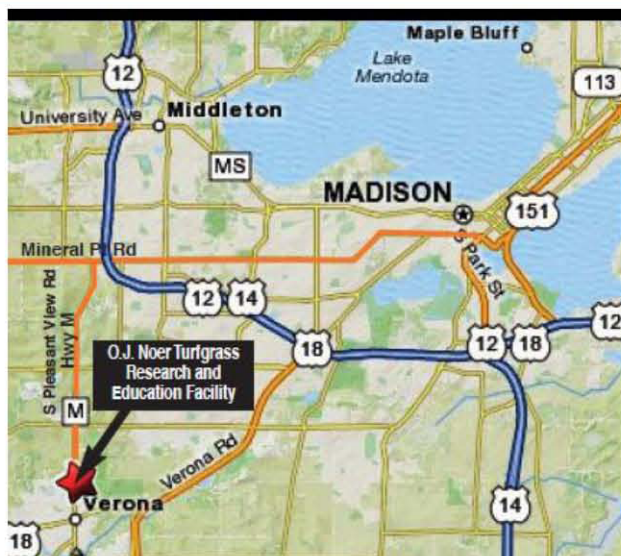 Maple Bluff
Lake
Mendota
12
113
University Ave
Middleton
MS
MADISON
151
Mineral Pt Rd
S Park St
S Pleasant View Rd
Hwy M
12
14
12
18
12
18
O.J. Noer Turfgrass
Research and
Education Facility
M
Verona Rd
Verona
14
18